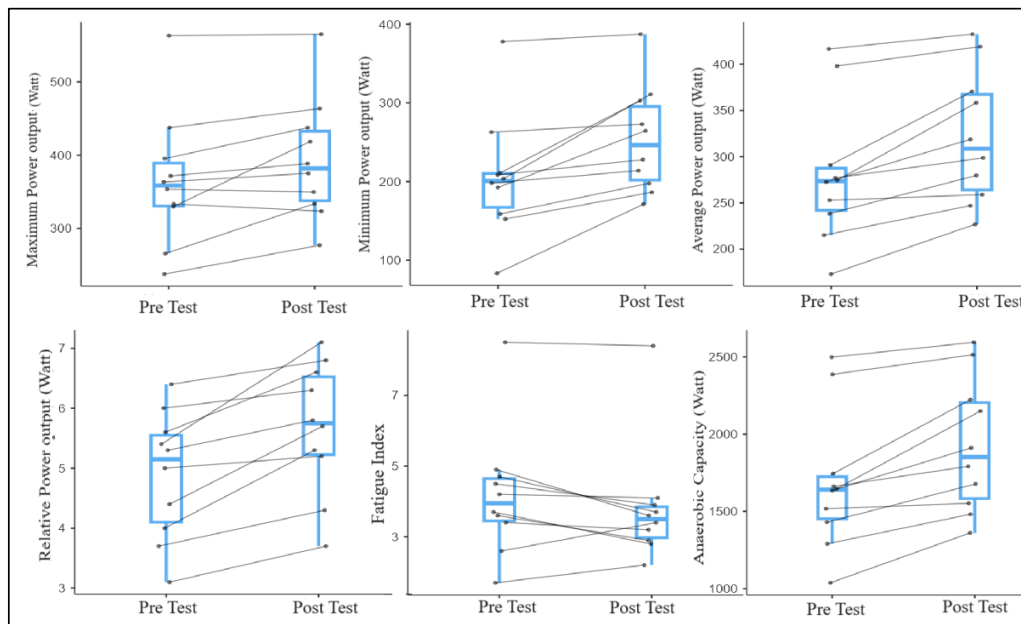 Maximum Power output (Watt)
500
400
300
Pre Test
Post Test
Minimum Power output (Watt)
400
300
200
100
Pre Test
Post Test
Average Power output (Watt)
400
350
300
250
200
Pre Test
Post Test
Relative Power output (Watt)
7
6
5
4
3
Pre Test
Post Test
Fatigue Index
7
5
3
Pre Test
Post Test
Anaerobic Capacity (Watt)
2500
2000
1500
1000
Pre Test
Post Test